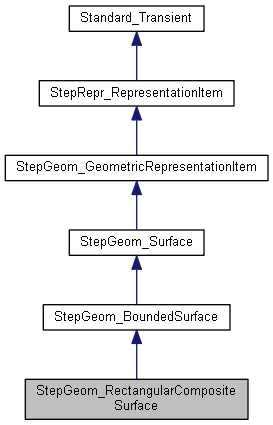 Standard_Transient
StepRepr_RepresentationItem
StepGeom_GeometricRepresentationItem
StepGeom_Surface
StepGeom_BoundedSurface
StepGeom_RectangularComposite
Surface